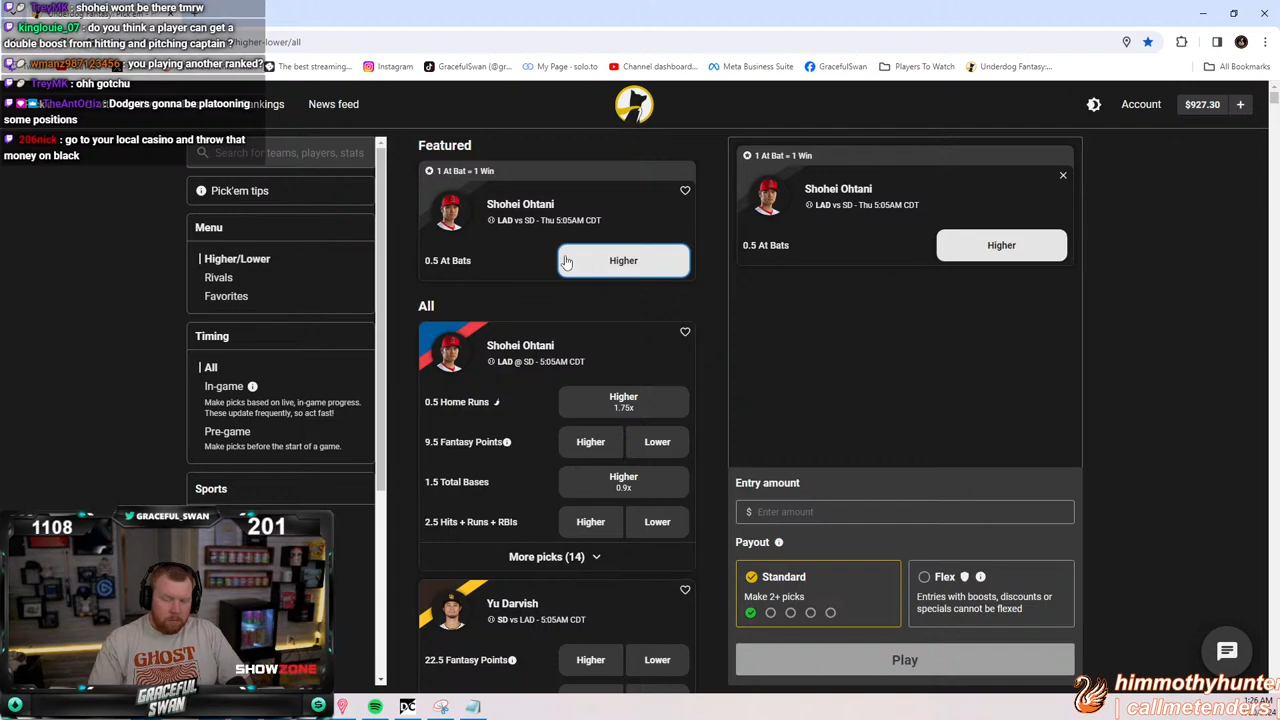 TreyMK : shohei wont be there tmrw
kinglouie_07 : do you think a player can get a
double boost from hitting and pitching captain ?
wmanz987123456 : you playing another ranked?
TreyMK : ohh gotchu
TheAntOrtiz : Dodgers gonna be platooning
some positions
206nick : go to your local casino and throw that
money on black
higher-lower/all
The best streaming...
Instagram
GracefulSwan (@gr...
My Page - solo.to
Channel dashboard...
Meta Business Suite
GracefulSwan
Players To Watch
Underdog Fantasy:...
All Bookmarks
rankings
News feed
Account
$927.30
+
Search for teams, players, stats
Pick'em tips
Menu
Higher/Lower
Rivals
Favorites
Timing
All
In-game
Make picks based on live, in-game progress.
These update frequently, so act fast!
Pre-game
Make picks before the start of a game.
Sports
Featured
1 At Bat = 1 Win
Shohei Ohtani
LAD vs SD - Thu 5:05AM CDT
0.5 At Bats
Higher
All
Shohei Ohtani
LAD @ SD - 5:05AM CDT
0.5 Home Runs
Higher
1.75x
9.5 Fantasy Points
Higher
Lower
1.5 Total Bases
Higher
0.9x
2.5 Hits + Runs + RBIs
Higher
Lower
More picks (14)
Yu Darvish
SD vs LAD - 5:05AM CDT
22.5 Fantasy Points
Higher
Lower
1 At Bat = 1 Win
Shohei Ohtani
LAD vs SD - Thu 5:05AM CDT
0.5 At Bats
Higher
Entry amount
$ Enter amount
Payout
Standard
Make 2+ picks
Flex
Entries with boosts, discounts or
specials cannot be flexed
Play
1108
GRACEFUL_SWAN
201
GHOST
SHOWZONE
GRACEFUL
SWAN
himmothyhunter
callmetenders
1:26 AM